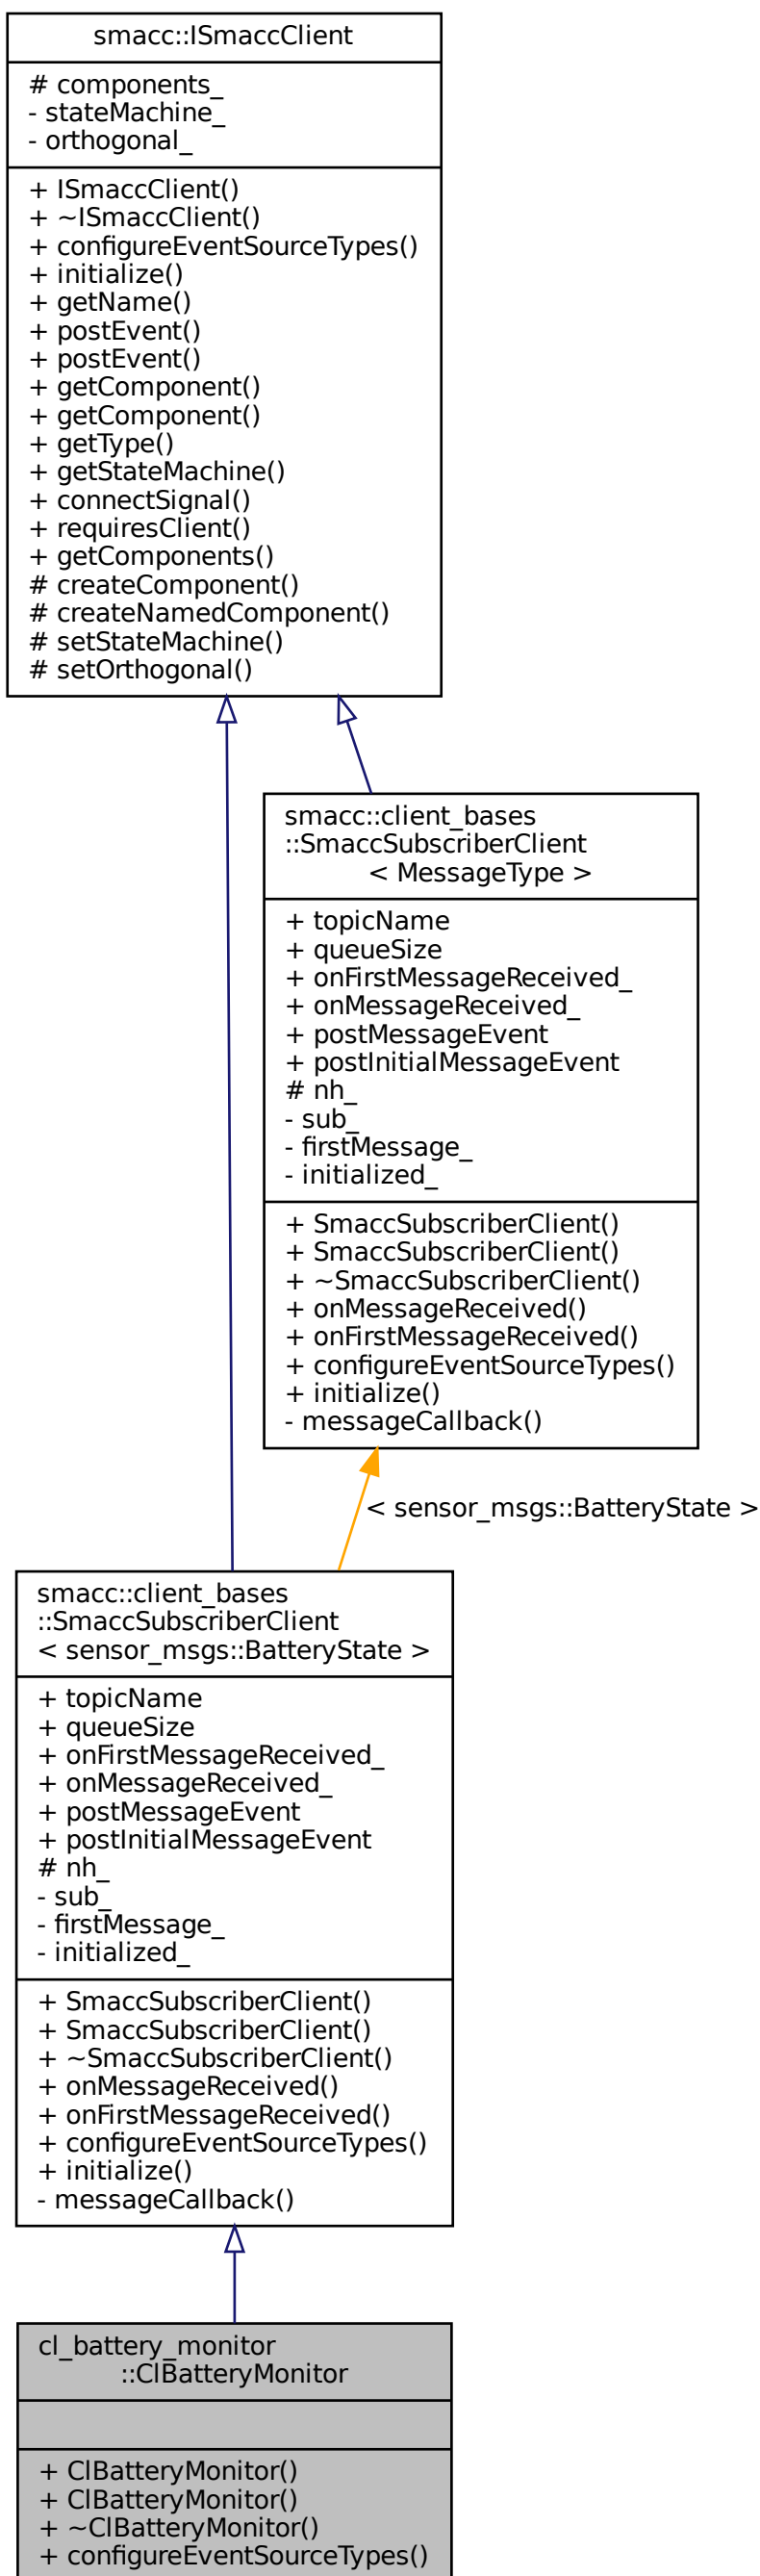 smacc::ISmaccClient
# components_
- stateMachine_
- orthogonal_
+ ISmaccClient()
+ ~ISmaccClient()
+ configureEventSourceTypes()
+ initialize()
+ getName()
+ postEvent()
+ postEvent()
+ getComponent()
+ getComponent()
+ getType()
+ getStateMachine()
+ connectSignal()
+ requiresClient()
+ getComponents()
# createComponent()
# createNamedComponent()
# setStateMachine()
# setOrthogonal()
smacc::client_bases
::SmaccSubscriberClient
< MessageType >
+ topicName
+ queueSize
+ onFirstMessageReceived_
+ onMessageReceived_
+ postMessageEvent
+ postInitialMessageEvent
# nh_
- sub_
- firstMessage_
- initialized_
+ SmaccSubscriberClient()
+ SmaccSubscriberClient()
+ ~SmaccSubscriberClient()
+ onMessageReceived()
+ onFirstMessageReceived()
+ configureEventSourceTypes()
+ initialize()
- messageCallback()
< sensor_msgs::BatteryState >
smacc::client_bases
::SmaccSubscriberClient
< sensor_msgs::BatteryState >
+ topicName
+ queueSize
+ onFirstMessageReceived_
+ onMessageReceived_
+ postMessageEvent
+ postInitialMessageEvent
# nh_
- sub_
- firstMessage_
- initialized_
+ SmaccSubscriberClient()
+ SmaccSubscriberClient()
+ ~SmaccSubscriberClient()
+ onMessageReceived()
+ onFirstMessageReceived()
+ configureEventSourceTypes()
+ initialize()
- messageCallback()
cl_battery_monitor
::ClBatteryMonitor
+ ClBatteryMonitor()
+ ClBatteryMonitor()
+ ~ClBatteryMonitor()
+ configureEventSourceTypes()